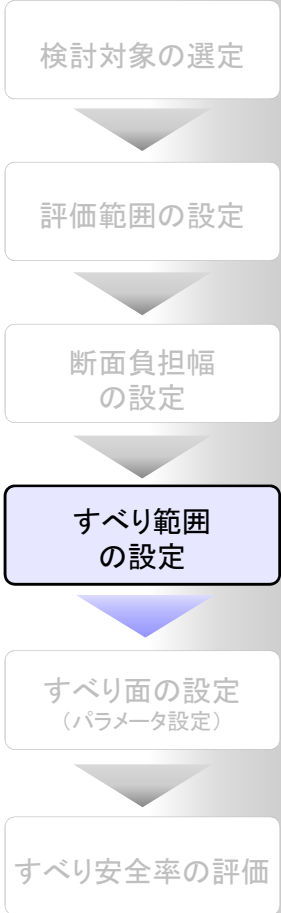 検討対象の選定
評価範囲の設定
断面負担幅
の設定
すべり範囲
の設定
すべり面の設定
（パラメータ設定）
すべり安全率の評価